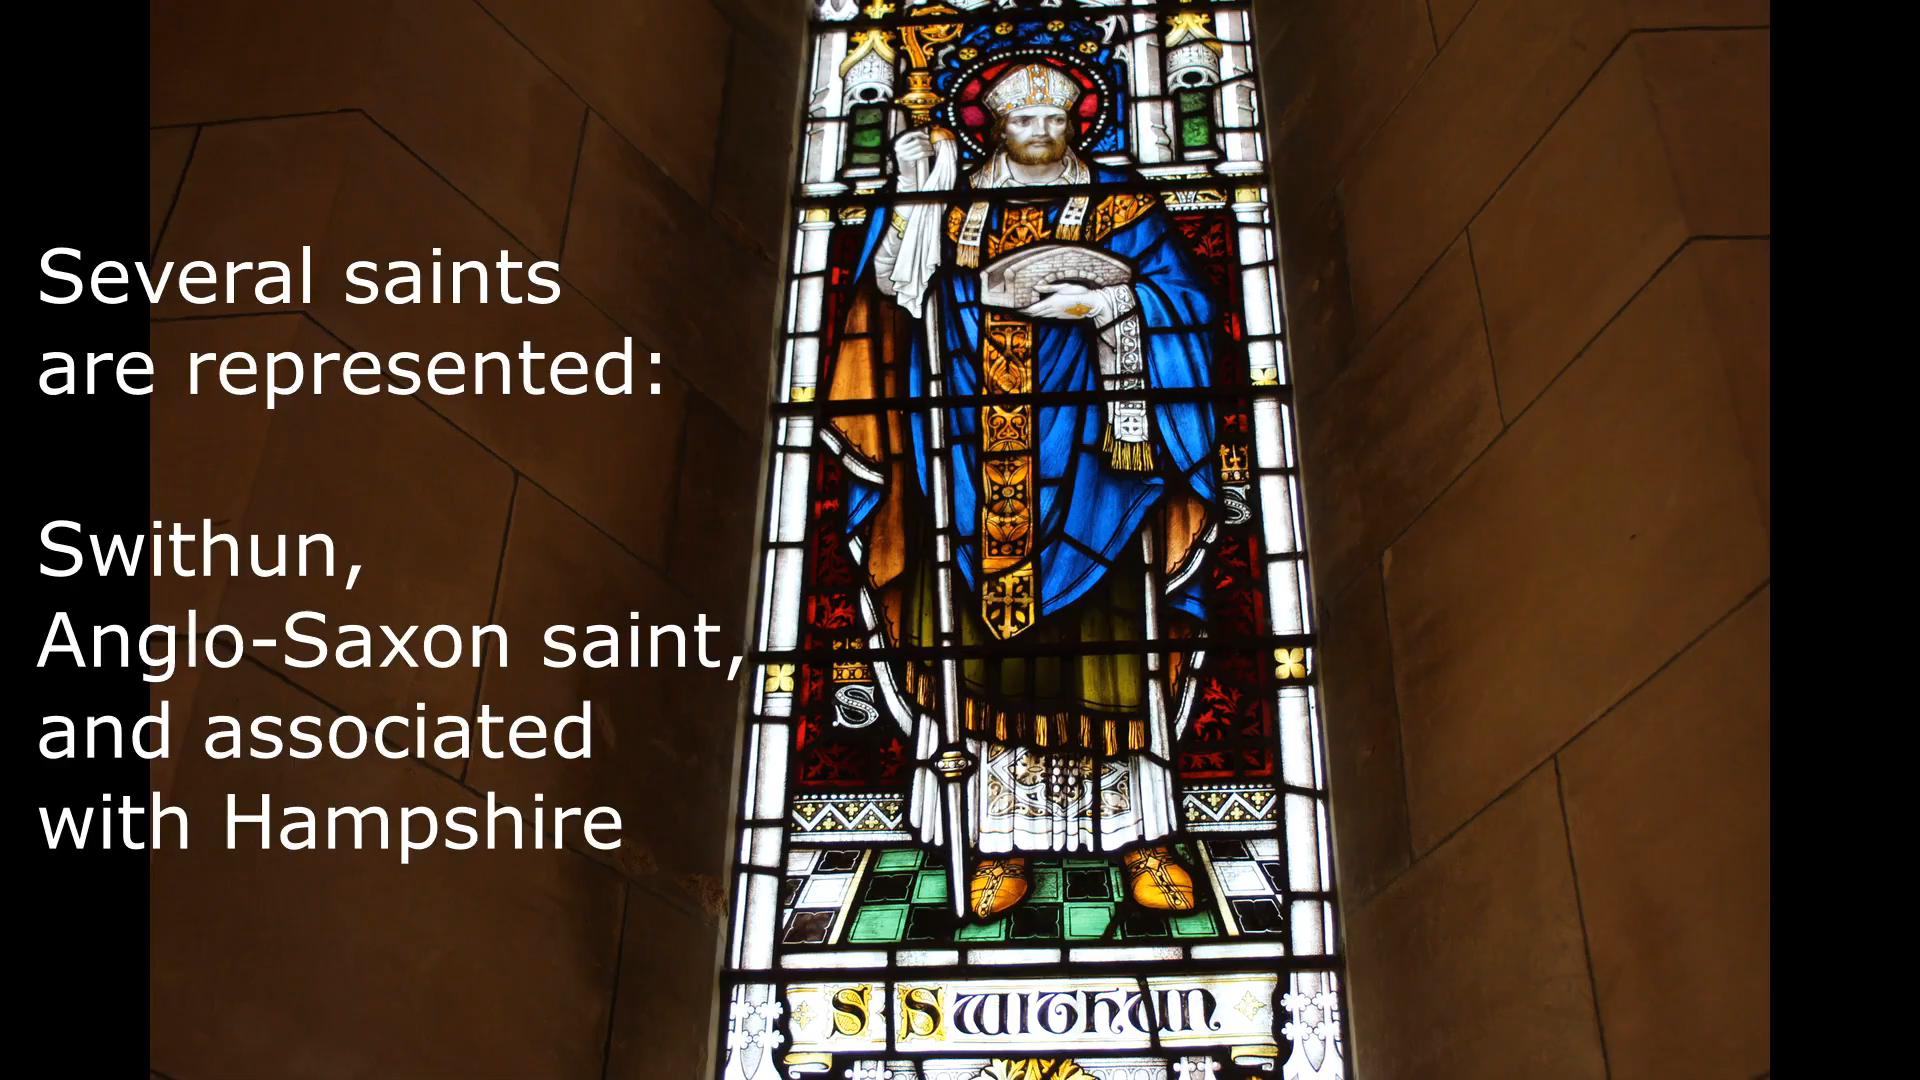 Several saints
are represented:
Swithun,
Anglo-Saxon saint,
and associated
with Hampshire
S
S
S Swithun